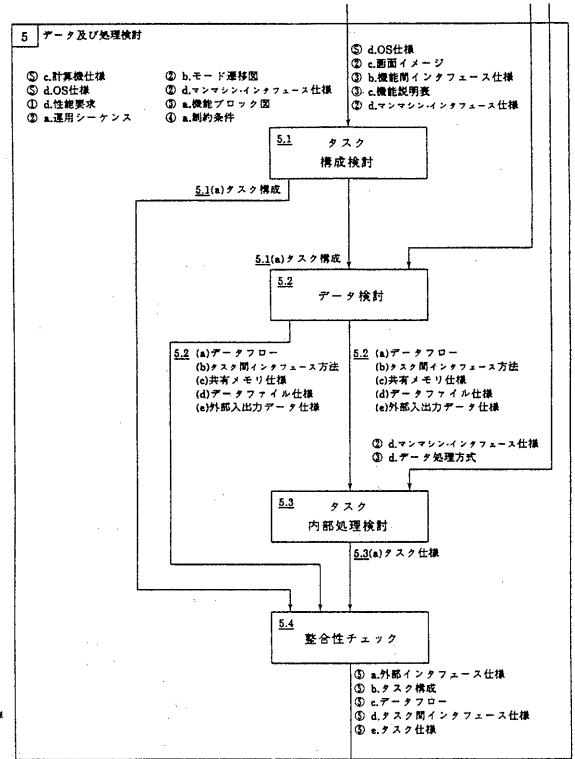 5 データ及び処理検討
⑤ c.計算機仕様
⑤ d.OS仕様
① d.性能要求
② a.運用シーケンス
② b.モード遷移図
② d.マンマシン・インタフェース仕様
③ a.機能ブロック図
④ a.制約条件
⑤ d.OS仕様
② c.画面イメージ
③ b.機能間インタフェース仕様
③ c.機能説明表
② d.マンマシン・インタフェース仕様
5.1 タスク
構成検討
5.1(a)タスク構成
5.1(a)タスク構成
5.2
データ検討
5.2 (a)データフロー
(b)タスク間インタフェース方法
(c)共有メモリ仕様
(d)データファイル仕様
(e)外部入出力データ仕様
5.2 (a)データフロー
(b)タスク間インタフェース方法
(c)共有メモリ仕様
(d)データファイル仕様
(e)外部入出力データ仕様
② d.マンマシン・インタフェース仕様
③ d.データ処理方式
5.3 タスク
内部処理検討
5.3(a)タスク仕様
5.4
整合性チェック
⑤ a.外部インタフェース仕様
⑤ b.タスク構成
⑤ c.データフロー
⑤ d.タスク間インタフェース仕様
⑤ e.タスク仕様